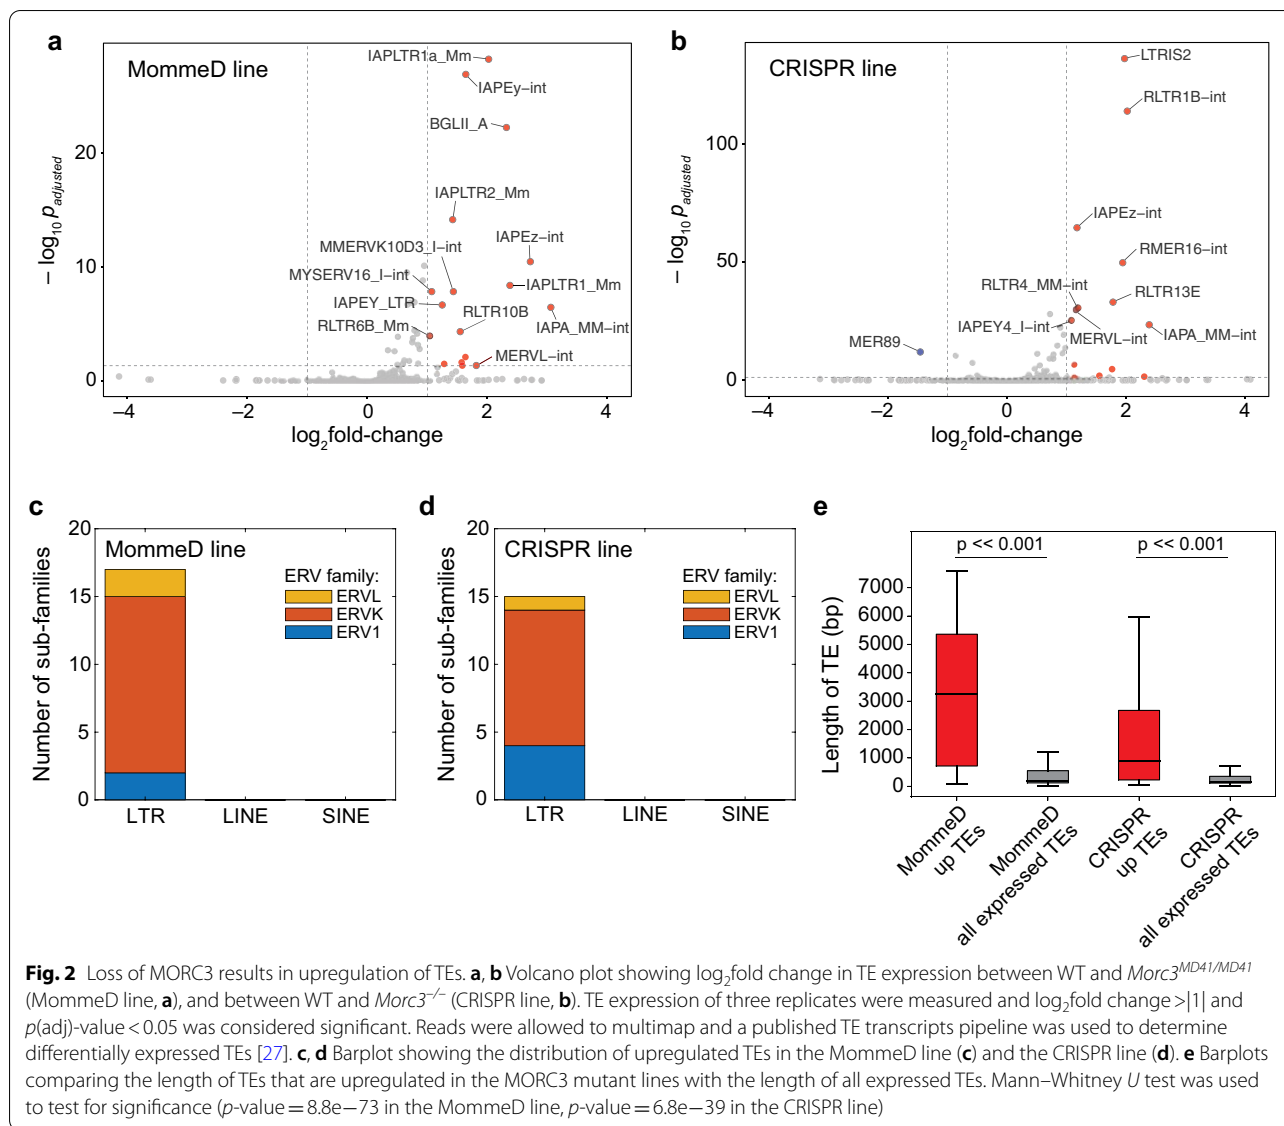 a
MommeD line
IAPLTR1a_Mm
IAPEy–int
BGLII_A
IAPLTR2_Mm
IAPEz–int
MMERVK10D3_I–int
MYSERV16_I–int
IAPLTR1_Mm
IAPEY_LTR
RLTR10B
IAPA_MM–int
RLTR6B_Mm
MERVL–int
– log10 p adjusted
20
10
0
–4
–2
0
2
4
log2fold-change
b
CRISPR line
LTRIS2
RLTR1B–int
IAPEz–int
RMER16–int
RLTR4_MM–int
RLTR13E
IAPEY4_I–int
MERVL–int
IAPA_MM–int
MER89
– log10 p adjusted
100
50
0
–4
–2
0
2
4
log2fold-change
c
MommeD line
ERV family:
ERVL
ERVK
ERV1
Number of sub-families
20
15
10
5
0
LTR
LINE
SINE
d
CRISPR line
ERV family:
ERVL
ERVK
ERV1
Number of sub-families
20
15
10
5
0
LTR
LINE
SINE
e
p << 0.001
p << 0.001
Length of TE (bp)
7000
6000
5000
4000
3000
2000
1000
0
MommeD
up TEs
MommeD
all expressed TEs
CRISPR
up TEs
CRISPR
all expressed TEs
Fig. 2 Loss of MORC3 results in upregulation of TEs. a, b Volcano plot showing log2fold change in TE expression between WT and Morc3MD41/MD41
(MommeD line, a), and between WT and Morc3−/− (CRISPR line, b). TE expression of three replicates were measured and log2fold change >|1| and
p(adj)-value < 0.05 was considered significant. Reads were allowed to multimap and a published TE transcripts pipeline was used to determine
differentially expressed TEs [27]. c, d Barplot showing the distribution of upregulated TEs in the MommeD line (c) and the CRISPR line (d). e Barplots
comparing the length of TEs that are upregulated in the MORC3 mutant lines with the length of all expressed TEs. Mann–Whitney U test was used
to test for significance (p-value = 8.8e−73 in the MommeD line, p-value = 6.8e−39 in the CRISPR line)